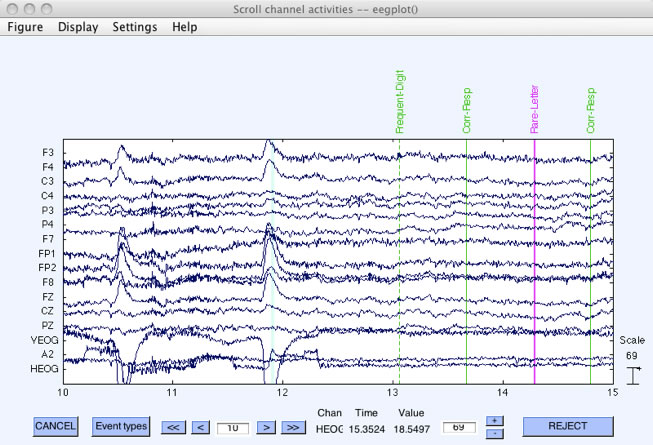 Scroll channel activities -- eegplot()
Figure Display Settings Help
Frequent-Digit
Corr-Resp
Rare-Letter
Corr-Resp
F3
F4
C3
C4
P3
P4
F7
FP1
FP2
F8
FZ
CZ
PZ
VEOG
A2
HEOG
Scale
69
+
10 11 12 13 14 15
Chan Time Value
CANCEL Event types << < 10 > >> HEOG 15.3524 18.5497 69 + - REJECT